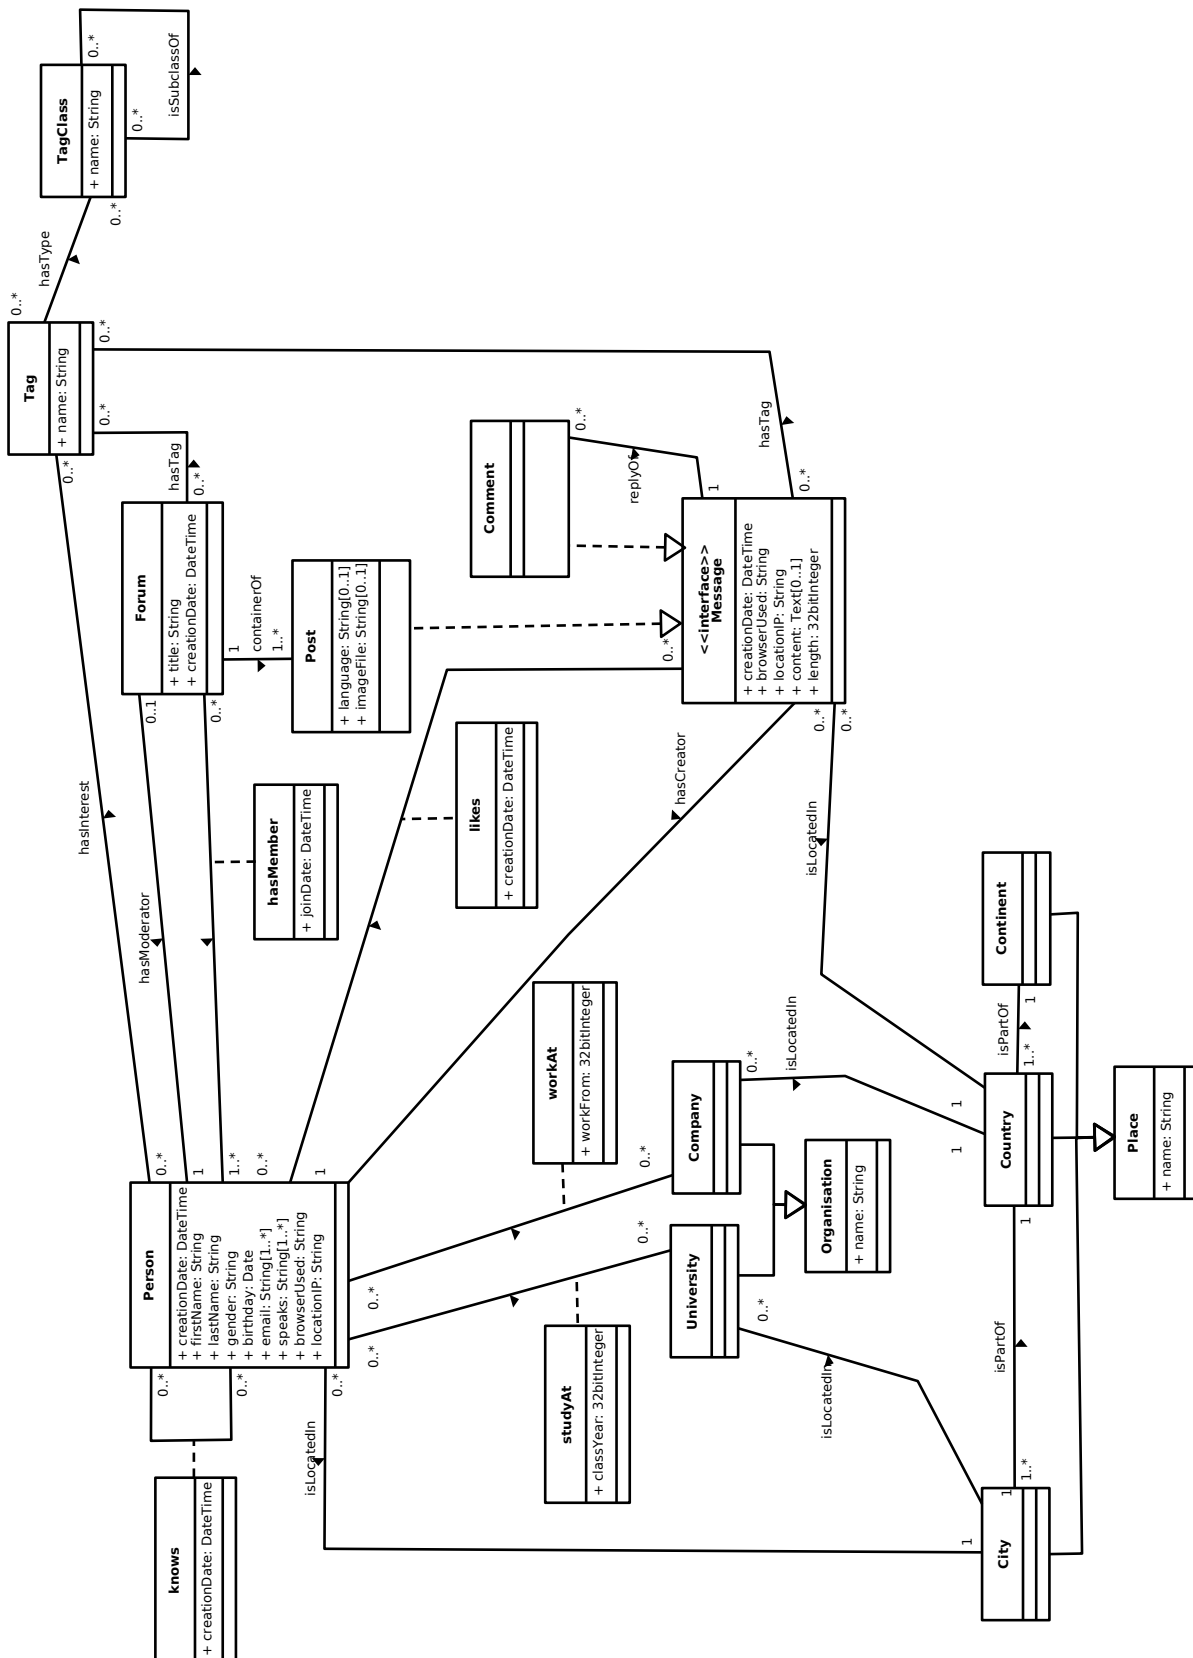 TagClass
+ name: String
0..*
0..*
isSubclassOf
0..*
hasType
0..*
Tag
+ name: String
0..*
0..*
0..*
hasTag
0..*
Forum
+ title: String
+ creationDate: DateTime
0..1
0..*
1
containerOf
1..*
Post
+ language: String[0..1]
+ imageFile: String[0..1]
Comment
0..*
replyOf
1
hasTag
0..*
<<interface>>
Message
+ creationDate: DateTime
+ browserUsed: String
+ locationIP: String
+ content: Text[0..1]
+ length: 32bitInteger
0..*
0..*
0..*
hasInterest
hasModerator
hasMember
+ joinDate: DateTime
likes
+ creationDate: DateTime
hasCreator
isLocatedIn
Person
+ creationDate: DateTime
+ firstName: String
+ lastName: String
+ gender: String
+ birthday: Date
+ email: String[1..*]
+ speaks: String[1..*]
+ browserUsed: String
+ locationIP: String
0..*
1
1..*
0..*
1
0..*
0..*
0..*
0..*
0..*
knows
+ creationDate: DateTime
isLocatedIn
workAt
+ workFrom: 32bitInteger
studyAt
+ classYear: 32bitInteger
0..*
Company
0..*
isLocatedIn
0..*
University
0..*
isLocatedIn
Organisation
+ name: String
Continent
1
isPartOf
1..*
1
1
Country
1
isPartOf
1..*
1
1
City
Place
+ name: String